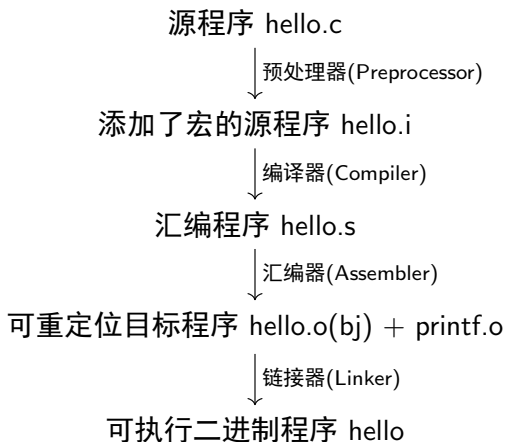 源程序 hello.c
预处理器(Preprocessor)
添加了宏的源程序 hello.i
编译器(Compiler)
汇编程序 hello.s
汇编器(Assembler)
可重定位目标程序 hello.o(bj) + printf.o
链接器(Linker)
可执行二进制程序 hello